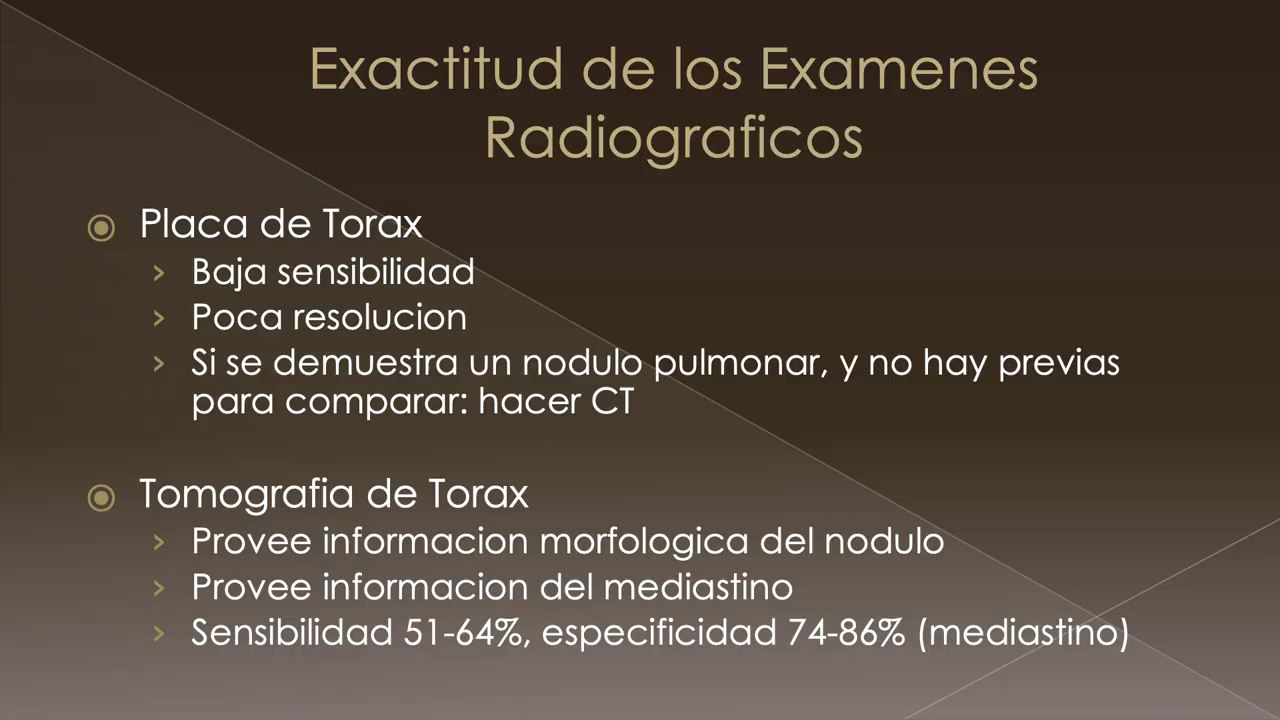 Exactitud de los Examenes
Radiograficos
Placa de Torax
Baja sensibilidad
Poca resolucion
Si se demuestra un nodulo pulmonar, y no hay previas
para comparar: hacer CT
Tomografia de Torax
Provee informacion morfologica del nodulo
Provee informacion del mediastino
Sensibilidad 51-64%, especificidad 74-86% (mediastino)